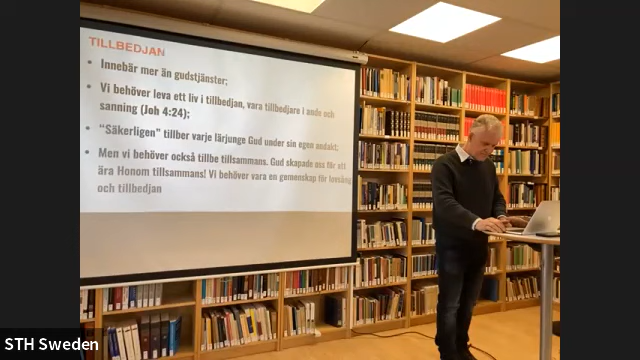 TILLBEDJAN
• Innebär mer än gudstjänster;
• Vi behöver leva ett liv i tillbedjan, vara tillbedjare i ande och
sanning (Joh 4:24);
• “Säkerligen” tillber varje lärjunge Gud under sin egen andakt;
• Men vi behöver också tillbe tillsammans. Gud skapade oss för att
ära Honom tillsammans! Vi behöver vara en gemenskap för lovsång
och tillbedjan
STH Sweden